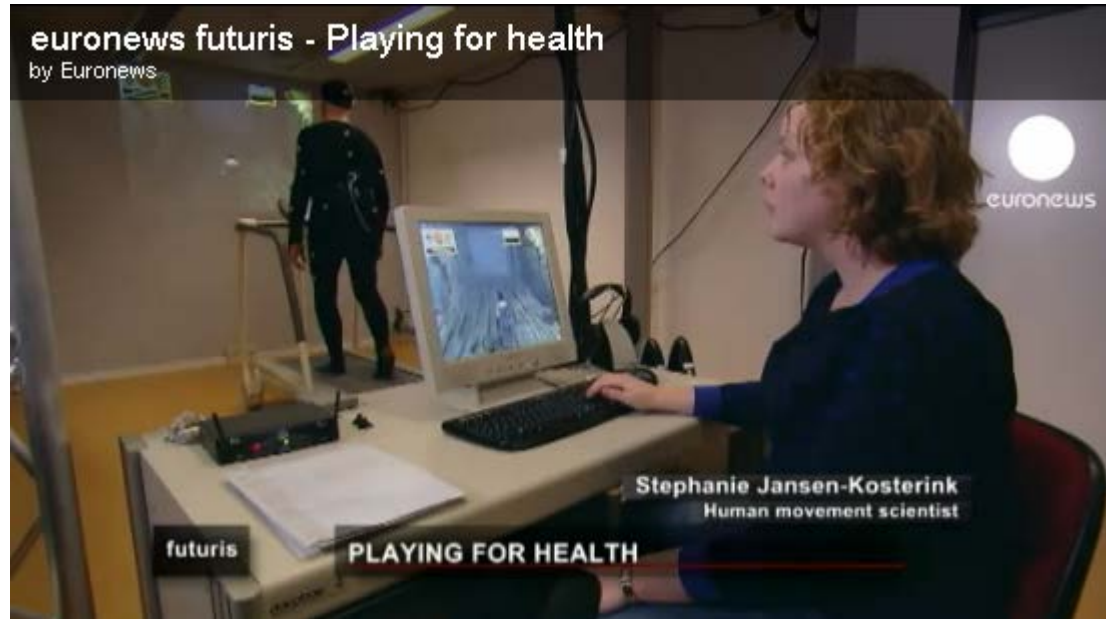 euronews futuris - Playing for health
by Euronews
euronews
Stephanie Jansen-Kosterink
Human movement scientist
futuris
PLAYING FOR HEALTH